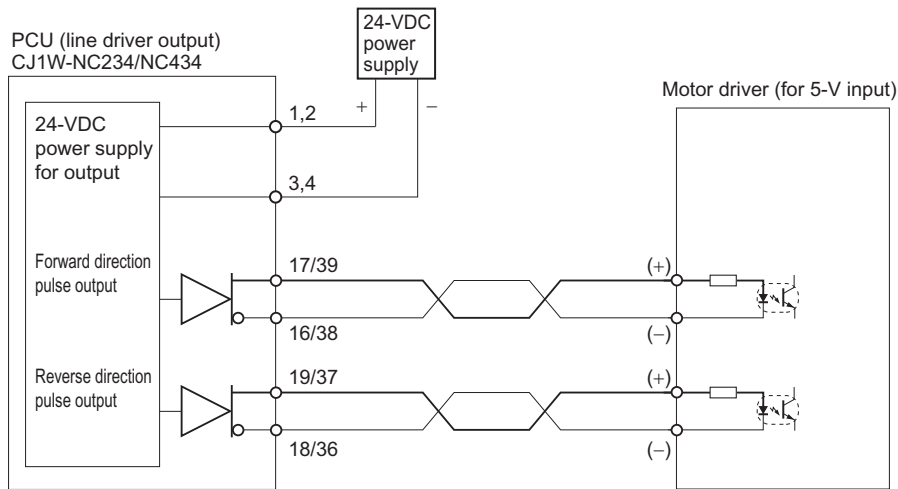 24-VDC
power
supply
PCU (line driver output)
CJ1W-NC234/NC434
Motor driver (for 5-V input)
+
−
1,2
24-VDC
power supply
for output
3,4
Forward direction
pulse output
17/39
(+)
16/38
(−)
Reverse direction
pulse output
19/37
(+)
18/36
(−)